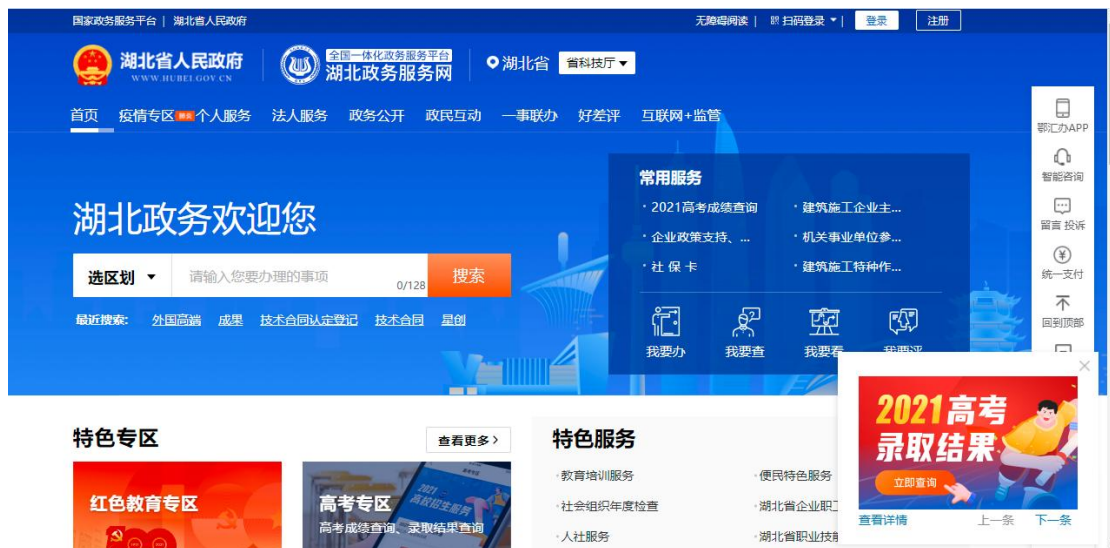 国家政务服务平台 | 湖北省人民政府
无障碍阅读 | 扫码登录 | 登录 注册
湖北省人民政府
WWW.HUBEI.GOV.CN
全国一体化政务服务平台
湖北政务服务网
湖北省 省科技厅
首页 疫情专区 个人服务 法人服务 政务公开 政民互动 一事联办 好差评 互联网+监管
鄂汇办APP
智能咨询
留言 投诉
统一支付
回到顶部
湖北政务欢迎您
选区划 请输入您要办理的事项 0/128 搜索
最近搜索: 外国高端 成果 技术合同认定登记 技术合同 星创
常用服务
·2021高考成绩查询 ·建筑施工企业主...
·企业政策支持、... ·机关事业单位参...
·社 保 卡 ·建筑施工特种作...
我要办 我要查 我要看 我要评
特色专区 查看更多>
红色教育专区
高考专区
高考成绩查询、录取结果查询
2021
高校招生服务
特色服务
·教育培训服务 ·便民特色服务
·社会组织年度检查 ·湖北省企业职工
·人社服务 ·湖北省职业技能
2021高考
录取结果
立即查询
查看详情 上一条 下一条